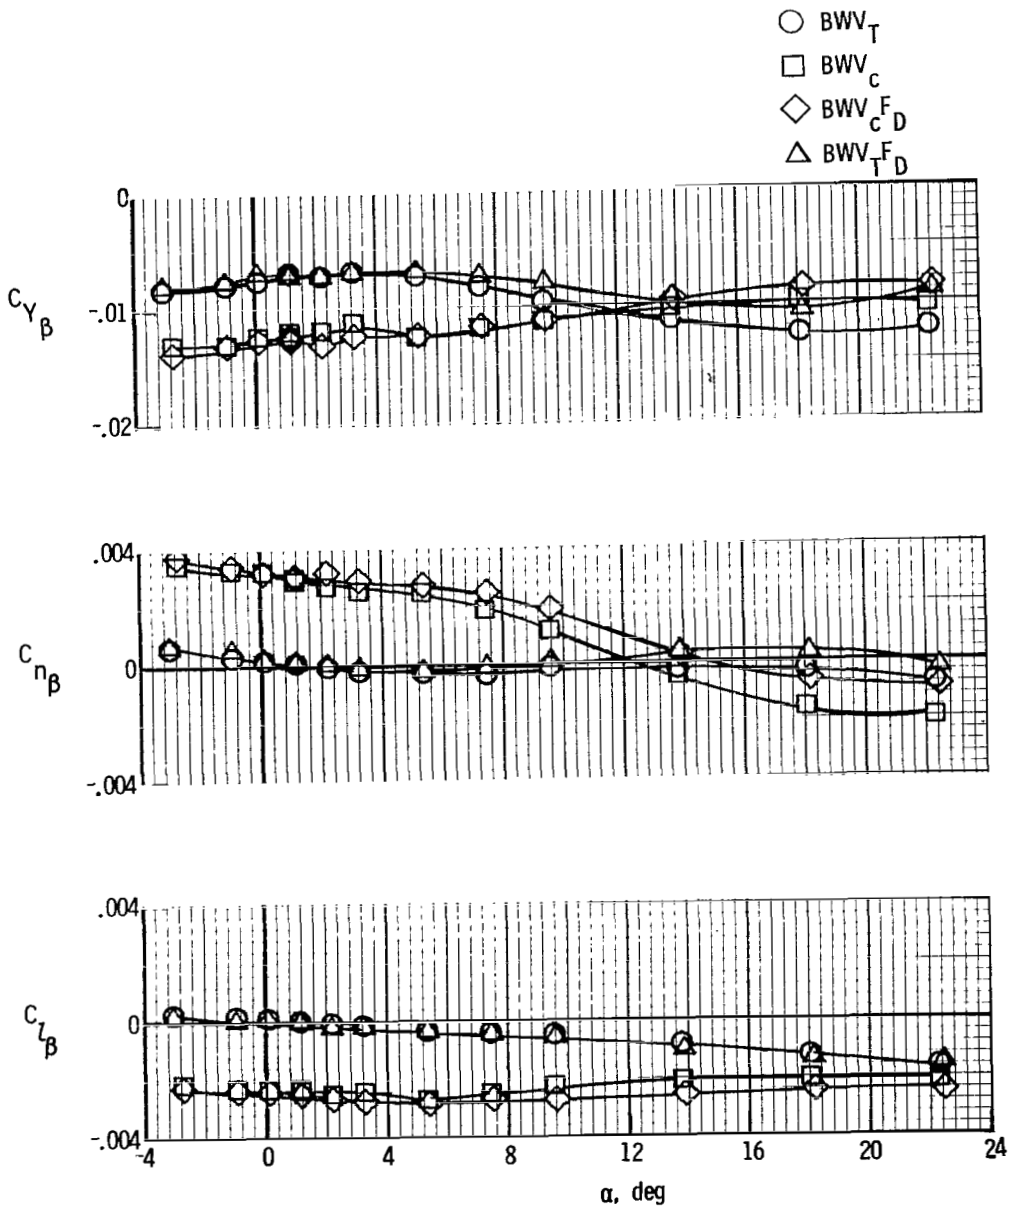 BWV_T
BWV_c
BWV_cF_D
BWV_TF_D
0
C_Yβ
-.01
-.02
.004
C_nβ
0
-.004
.004
C_lβ
0
-.004
-4 0 4 8 12 16 20 24
α, deg